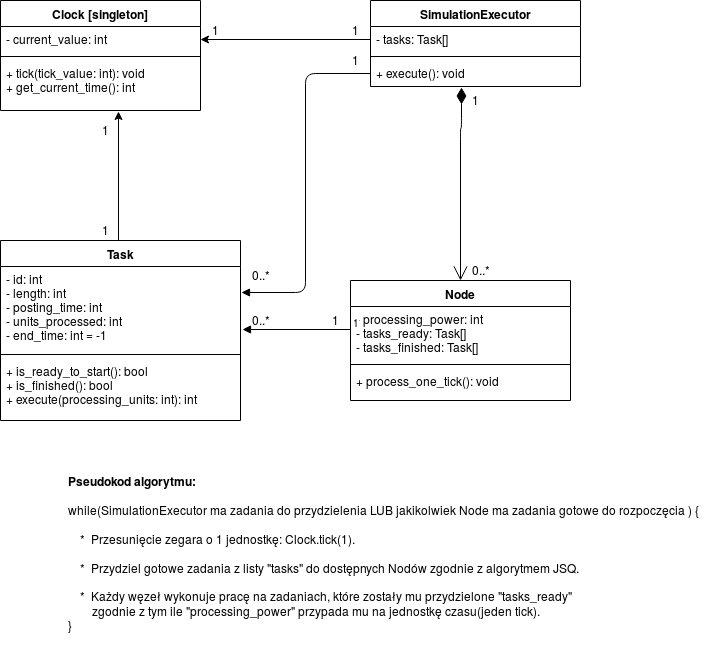 Clock [singleton]
- current_value: int
+ tick(tick_value: int): void
+ get_current_time(): int
SimulationExecutor
- tasks: Task[]
+ execute(): void
1
1
1
1
1
1
0..*
0..*
1
0..*
Task
- id: int
- length: int
- posting_time: int
- units_processed: int
- end_time: int = -1
+ is_ready_to_start(): bool
+ is_finished(): bool
+ execute(processing_units: int): int
Node
1
processing_power: int
- tasks_ready: Task[]
- tasks_finished: Task[]
+ process_one_tick(): void
Pseudokod algorytmu:
while(SimulationExecutor ma zadania do przydzielenia LUB jakikolwiek Node ma zadania gotowe do rozpoczęcia ) {
* Przesunięcie zegara o 1 jednostkę: Clock.tick(1).
* Przydziel gotowe zadania z listy "tasks" do dostępnych Nodów zgodnie z algorytmem JSQ.
* Każdy węzeł wykonuje pracę na zadaniach, które zostały mu przydzielone "tasks_ready"
zgodnie z tym ile "processing_power" przypada mu na jednostkę czasu(jeden tick).
}